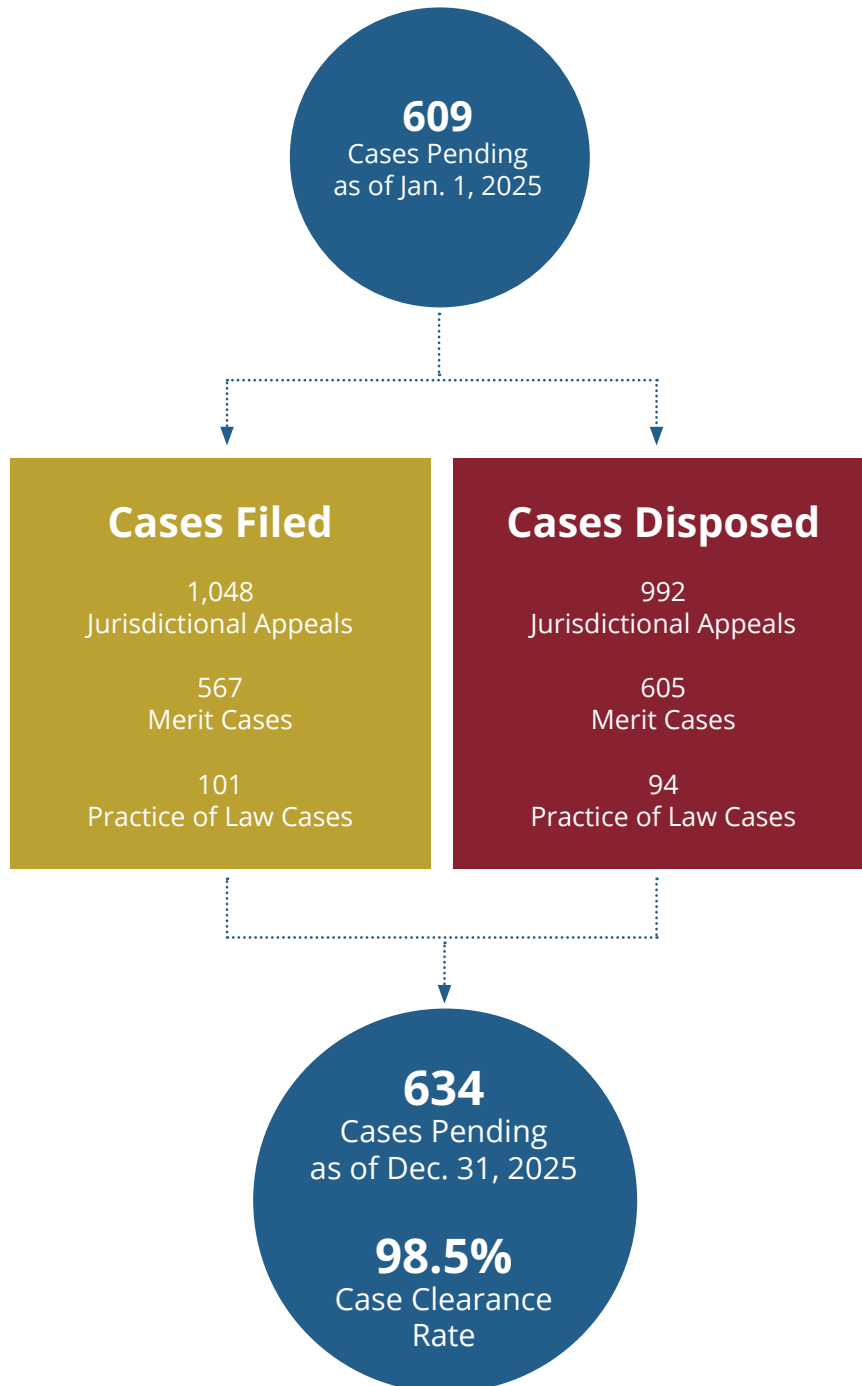 609
Cases Pending
as of Jan. 1, 2025
Cases Filed
1,048
Jurisdictional Appeals
567
Merit Cases
101
Practice of Law Cases
Cases Disposed
992
Jurisdictional Appeals
605
Merit Cases
94
Practice of Law Cases
634
Cases Pending
as of Dec. 31, 2025
98.5%
Case Clearance
Rate